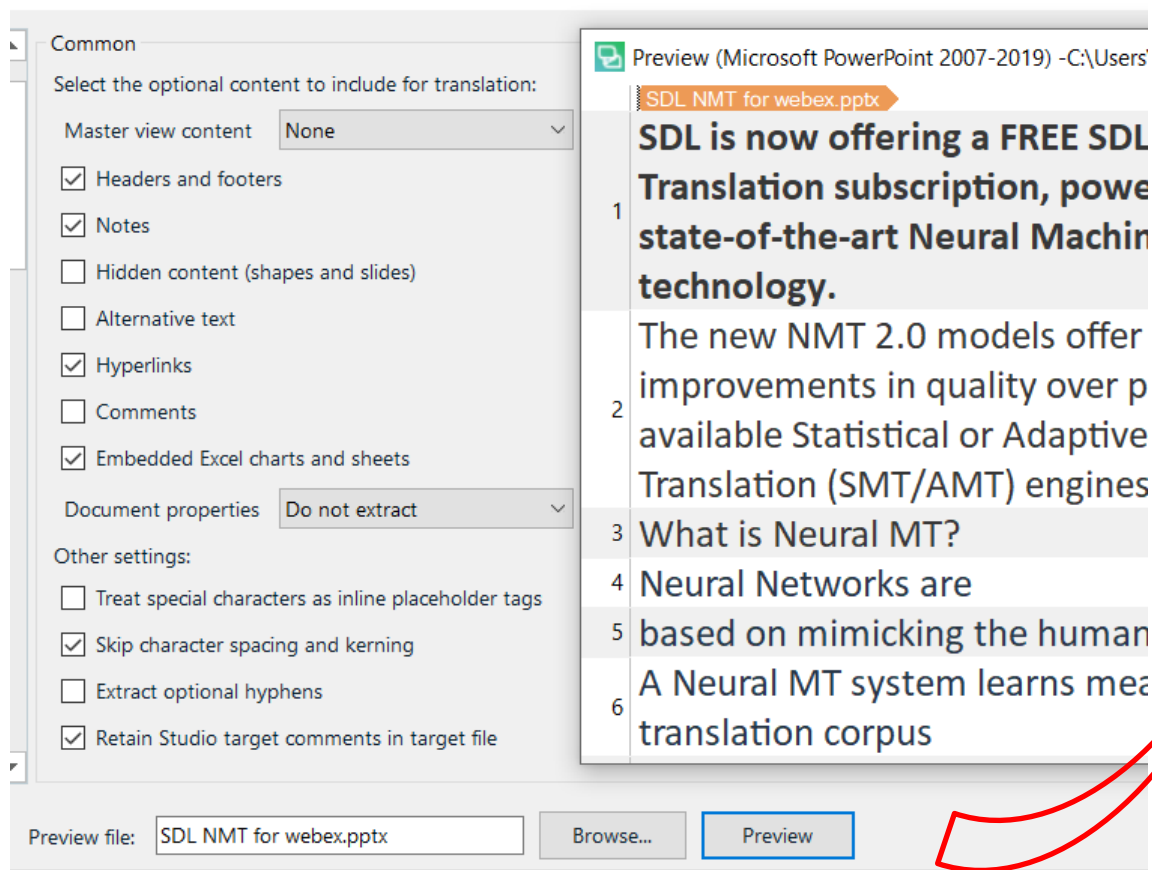 Common
Select the optional content to include for translation:
Master view content None
Headers and footers
Notes
Hidden content (shapes and slides)
Alternative text
Hyperlinks
Comments
Embedded Excel charts and sheets
Document properties Do not extract
Other settings:
Treat special characters as inline placeholder tags
Skip character spacing and kerning
Extract optional hyphens
Retain Studio target comments in target file
Preview file: SDL NMT for webex.pptx Browse... Preview
Preview (Microsoft PowerPoint 2007-2019) -C:\Users\
SDL NMT for webex.pptx
1
SDL is now offering a FREE SDL
Translation subscription, powe
state-of-the-art Neural Machin
technology.
2
The new NMT 2.0 models offer
improvements in quality over p
available Statistical or Adaptive
Translation (SMT/AMT) engines
3 What is Neural MT?
4 Neural Networks are
5 based on mimicking the human
6
A Neural MT system learns mea
translation corpus